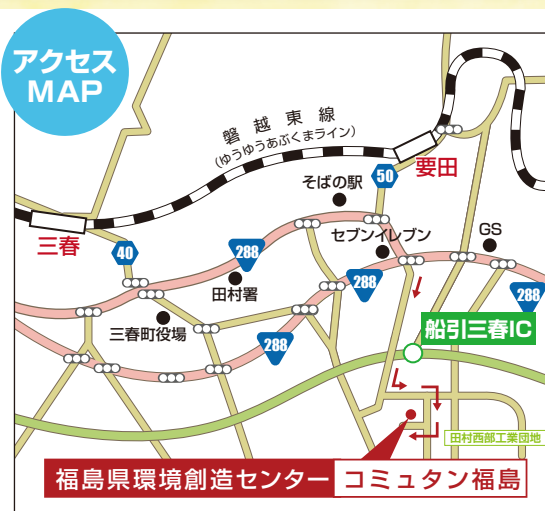 アクセス
MAP
磐越東線
(ゆうゆうあぶくまライン)
要田
50
そばの駅
三春
40
288
セブンイレブン
GS
田村署
288
288
三春町役場
288
船引三春IC
田村西部工業団地
福島県環境創造センター コミュタン福島